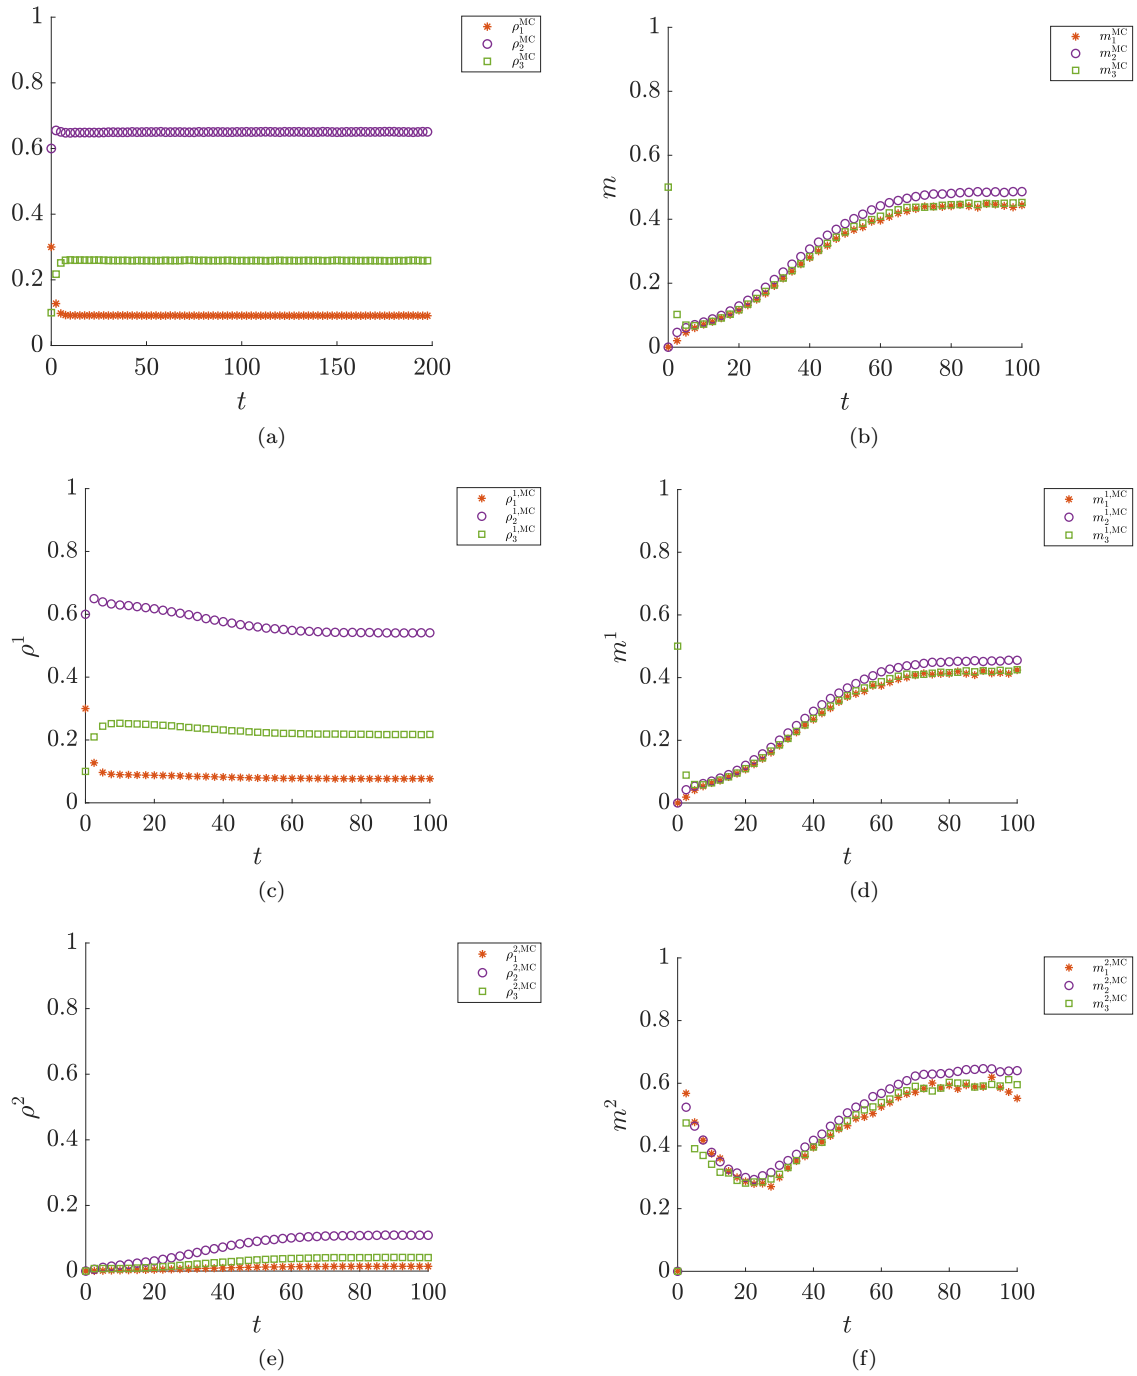 1
0.8
0.6
0.4
0.2
0
0 50 100 150 200
t
ρ₁^MC
ρ₂^MC
ρ₃^MC
(a)
1
0.8
0.6
0.4
0.2
0
m
0 20 40 60 80 100
t
m₁^MC
m₂^MC
m₃^MC
(b)
1
0.8
0.6
0.4
0.2
0
ρ¹
0 20 40 60 80 100
t
ρ₁^1,MC
ρ₂^1,MC
ρ₃^1,MC
(c)
1
0.8
0.6
0.4
0.2
0
m¹
0 20 40 60 80 100
t
m₁^1,MC
m₂^1,MC
m₃^1,MC
(d)
1
0.8
0.6
0.4
0.2
0
ρ²
0 20 40 60 80 100
t
ρ₁^2,MC
ρ₂^2,MC
ρ₃^2,MC
(e)
1
0.8
0.6
0.4
0.2
0
m²
0 20 40 60 80 100
t
m₁^2,MC
m₂^2,MC
m₃^2,MC
(f)